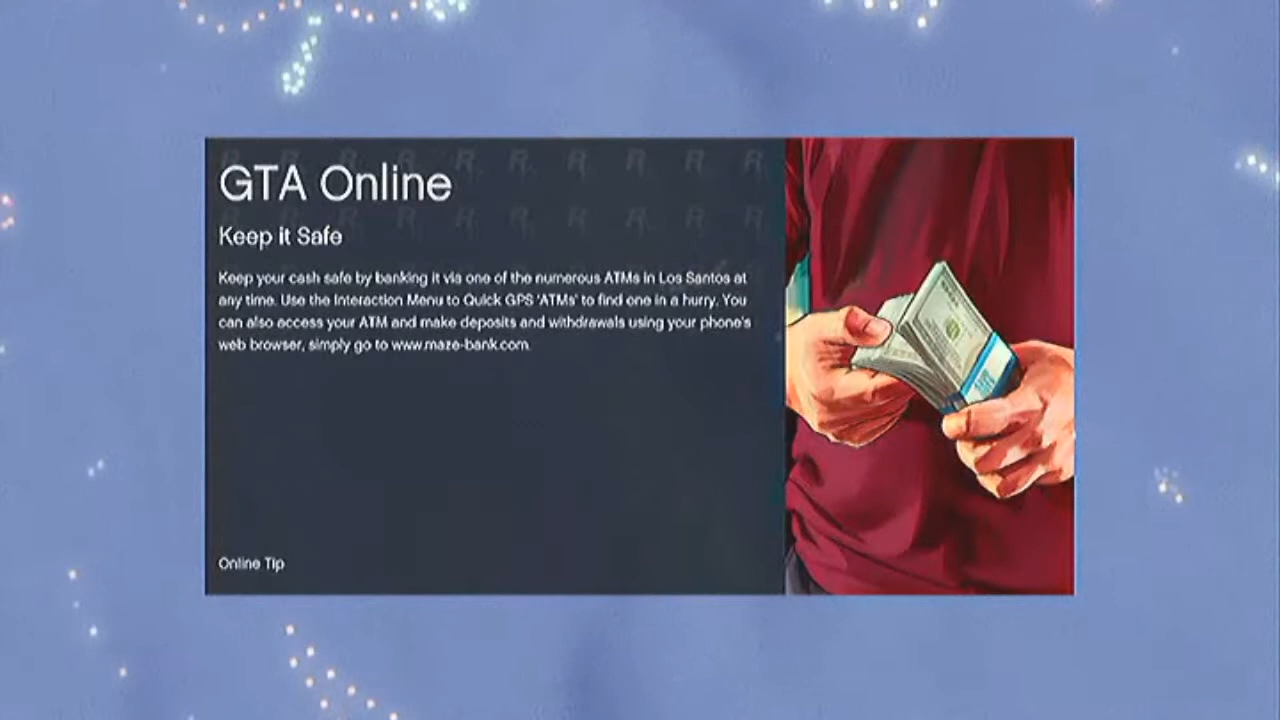 GTA Online
Keep it Safe
Keep your cash safe by banking it via one of the numerous ATMs in Los Santos at
any time. Use the Interaction Menu to Quick GPS 'ATMs' to find one in a hurry. You
can also access your ATM and make deposits and withdrawals using your phone's
web browser, simply go to www.maze-bank.com.
Online Tip